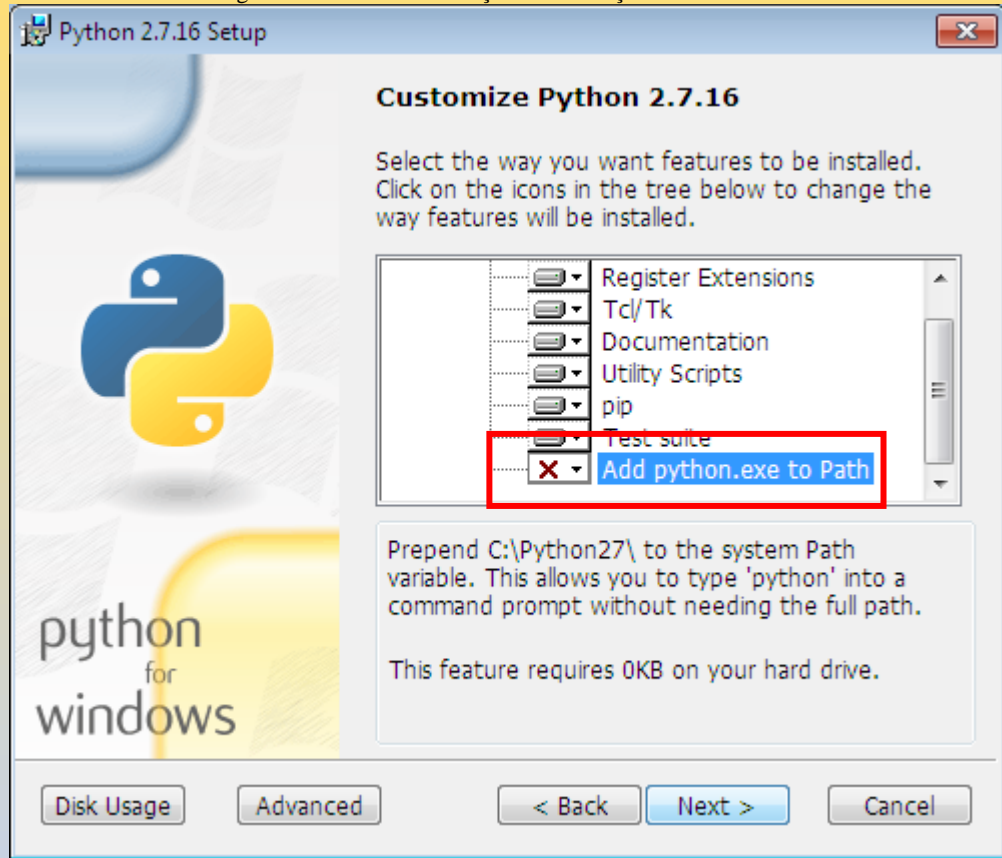 Python 2.7.16 Setup
Customize Python 2.7.16
Select the way you want features to be installed.
Click on the icons in the tree below to change the
way features will be installed.
Register Extensions
Tcl/Tk
Documentation
Utility Scripts
pip
Test suite
Add python.exe to Path
Prepend C:\Python27\ to the system Path
variable. This allows you to type 'python' into a
command prompt without needing the full path.
This feature requires 0KB on your hard drive.
python
for
windows
Disk Usage
Advanced
< Back
Next >
Cancel